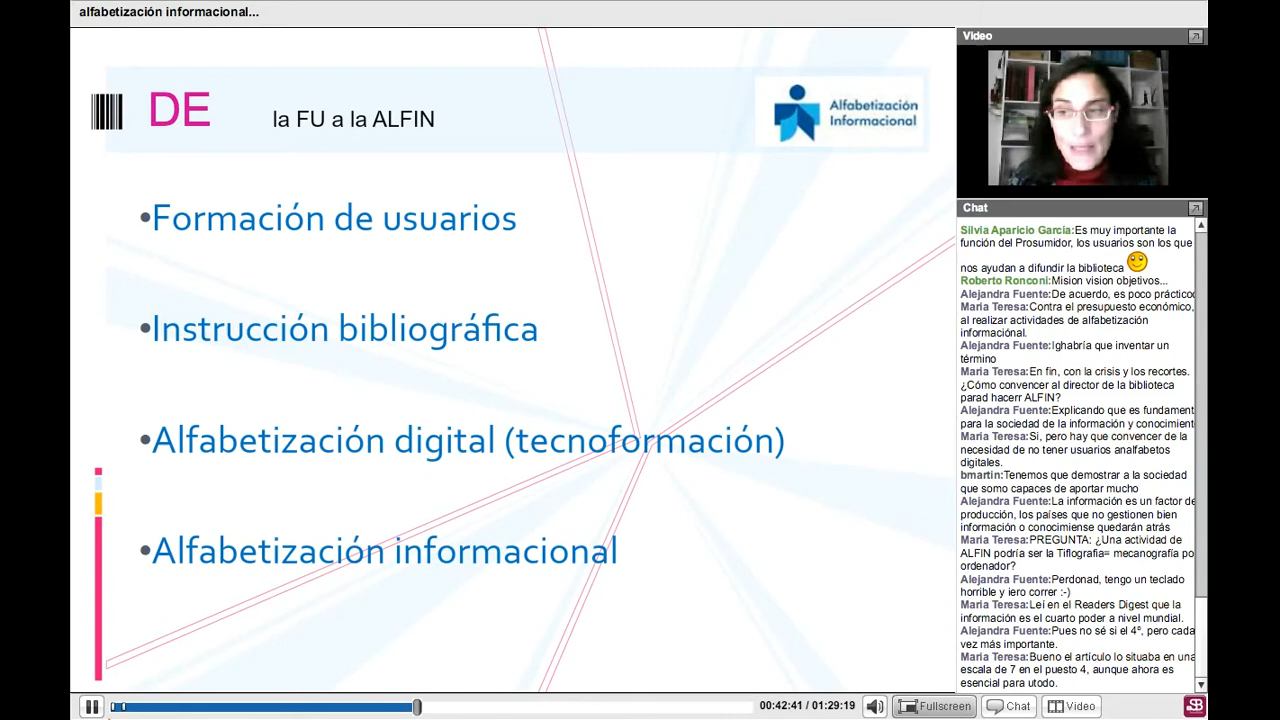 alfabetización informacional...
DE la FU a la ALFIN
Alfabetización
Informacional
•Formación de usuarios
•Instrucción bibliográfica
•Alfabetización digital (tecnoformación)
•Alfabetización informacional
Video
Chat
Silvia Aparicio García:Es muy importante la
función del Prosumidor, los usuarios son los que
nos ayudan a difundir la biblioteca
Roberto Ronconi:Mision vision objetivos...
Alejandra Fuente:De acuerdo, es poco práctico
Maria Teresa:Contra el presupuesto económico,
al realizar actividades de alfabetización
informaciónal.
Alejandra Fuente:Ighabría que inventar un
término
Maria Teresa:En fin, con la crisis y los recortes.
¿Cómo convencer al director de la biblioteca
parad hacerr ALFIN?
Alejandra Fuente:Explicando que es fundament
para la sociedad de la información y conocimient
Maria Teresa:Si, pero hay que convencer de la
necesidad de no tener usuarios analfabetos
digitales.
bmartin:Tenemos que demostrar a la sociedad
que somo capaces de aportar mucho
Alejandra Fuente:La información es un factor de
producción, los países que no gestionen bien
información o conocimiense quedarán atrás
Maria Teresa:PREGUNTA: ¿Una actividad de
ALFIN podría ser la Tiflografia= mecanografía po
ordenador?
Alejandra Fuente:Perdonad, tengo un teclado
horrible y iero correr :-)
Maria Teresa:Leí en el Readers Digest que la
información es el cuarto poder a nivel mundial.
Alejandra Fuente:Pues no sé si el 4º, pero cada
vez más importante.
Maria Teresa:Bueno el artículo lo situaba en una
escala de 7 en el puesto 4, aunque ahora es
esencial para utodo.
00:42:41 / 01:29:19
Fullscreen
Chat
Video
SB